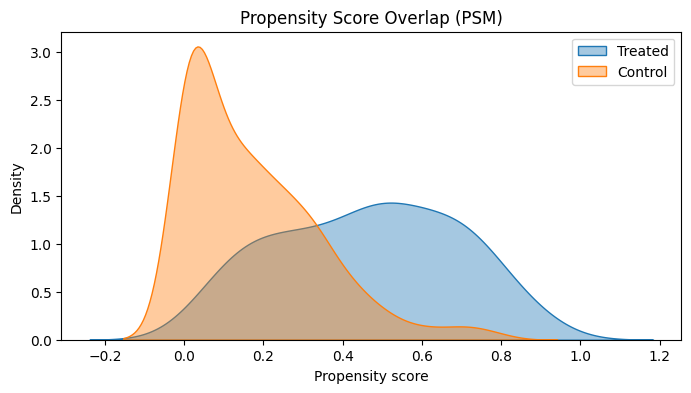 Propensity Score Overlap (PSM)
Treated
Control
3.0
2.5
2.0
1.5
1.0
0.5
0.0
Density
−0.2 0.0 0.2 0.4 0.6 0.8 1.0 1.2
Propensity score